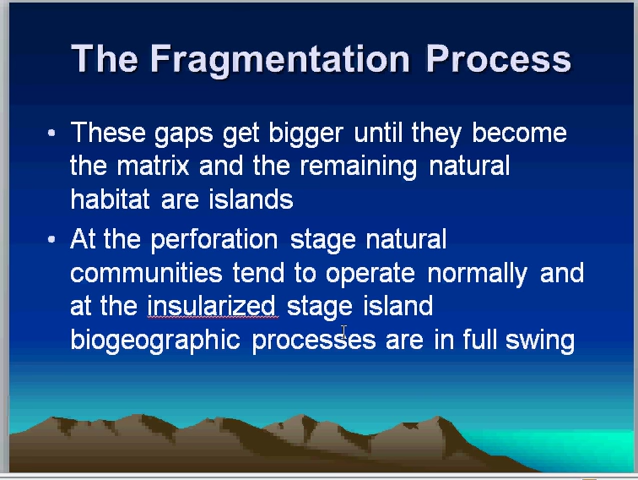 The Fragmentation Process
• These gaps get bigger until they become
the matrix and the remaining natural
habitat are islands
• At the perforation stage natural
communities tend to operate normally and
at the insularized stage island
biogeographic processes are in full swing